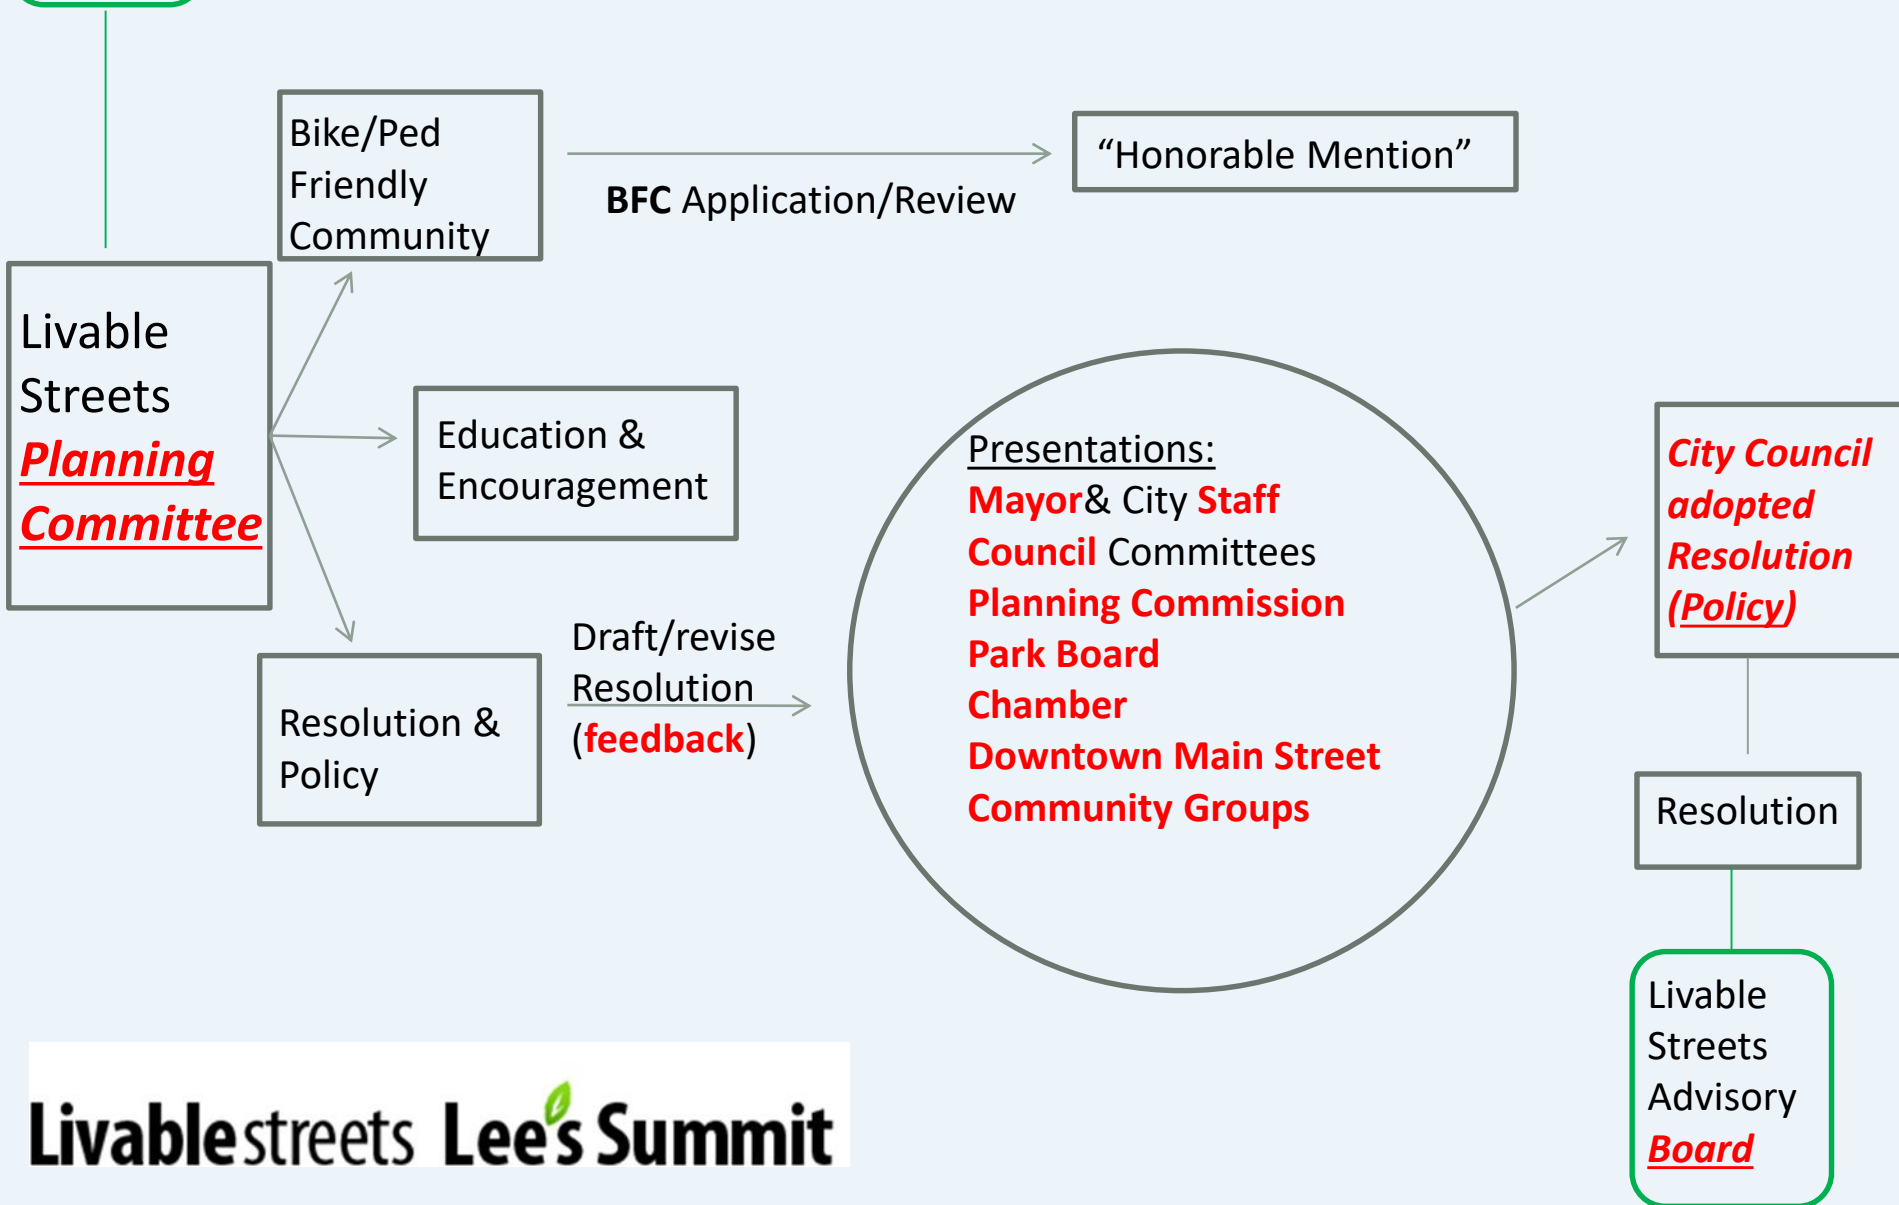 Bike/Ped
Friendly
Community
BFC Application/Review
“Honorable Mention”
Livable
Streets
Planning
Committee
Education &
Encouragement
Resolution &
Policy
Draft/revise
Resolution
(feedback)
Presentations:
Mayor& City Staff
Council Committees
Planning Commission
Park Board
Chamber
Downtown Main Street
Community Groups
City Council
adopted
Resolution
(Policy)
Resolution
Livable
Streets
Advisory
Board
Livablestreets Lee's Summit